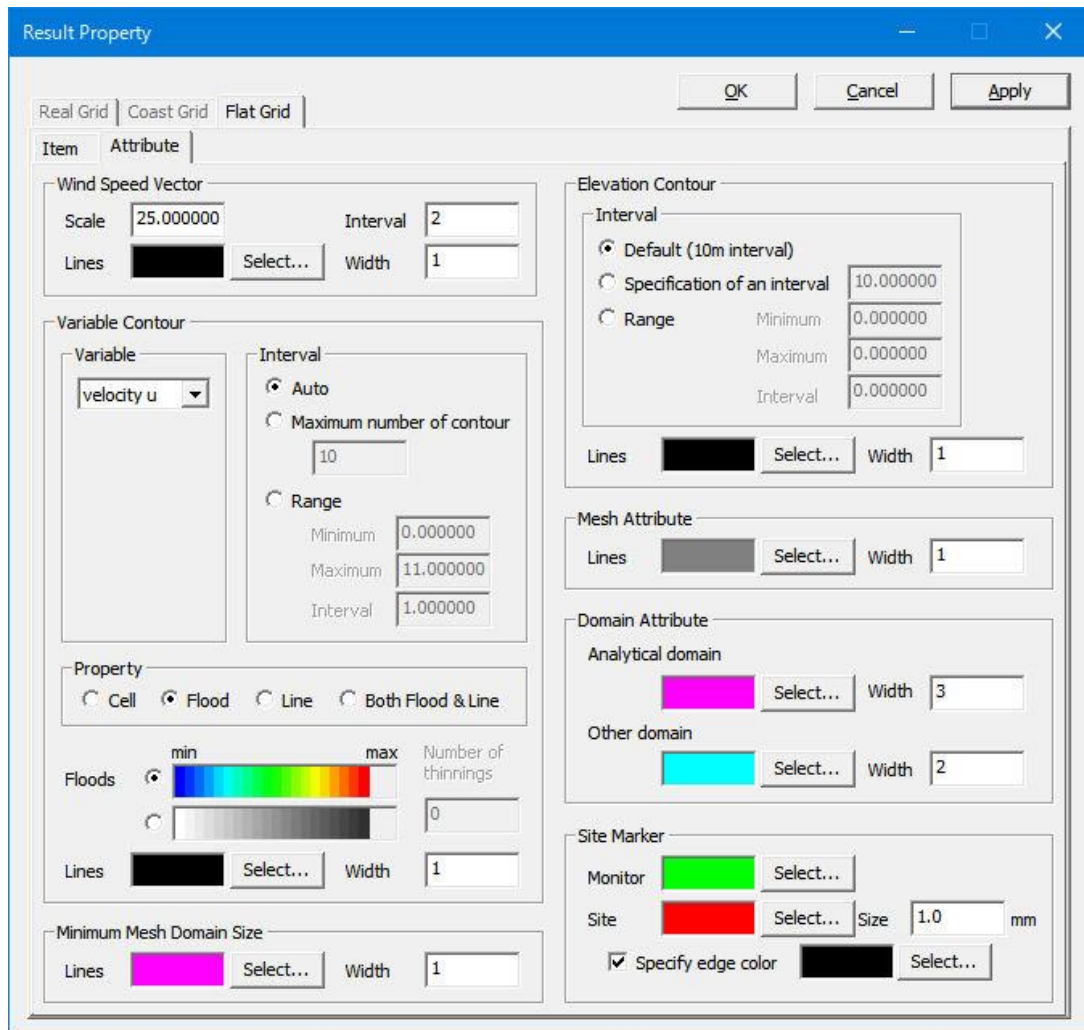 Result Property
OK Cancel Apply
Real Grid Coast Grid Flat Grid
Item Attribute
Wind Speed Vector
Scale 25.000000 Interval 2
Lines Select... Width 1
Variable Contour
Variable
velocity u
Interval
Auto
Maximum number of contour
10
Range
Minimum 0.000000
Maximum 11.000000
Interval 1.000000
Property
Cell Flood Line Both Flood & Line
min max Number of
thinnings
Floods
0
Lines Select... Width 1
Minimum Mesh Domain Size
Lines Select... Width 1
Elevation Contour
Interval
Default (10m interval)
Specification of an interval 10.000000
Range Minimum 0.000000
Maximum 0.000000
Interval 0.000000
Lines Select... Width 1
Mesh Attribute
Lines Select... Width 1
Domain Attribute
Analytical domain
Select... Width 3
Other domain
Select... Width 2
Site Marker
Monitor Select...
Site Select... Size 1.0 mm
Specify edge color Select...